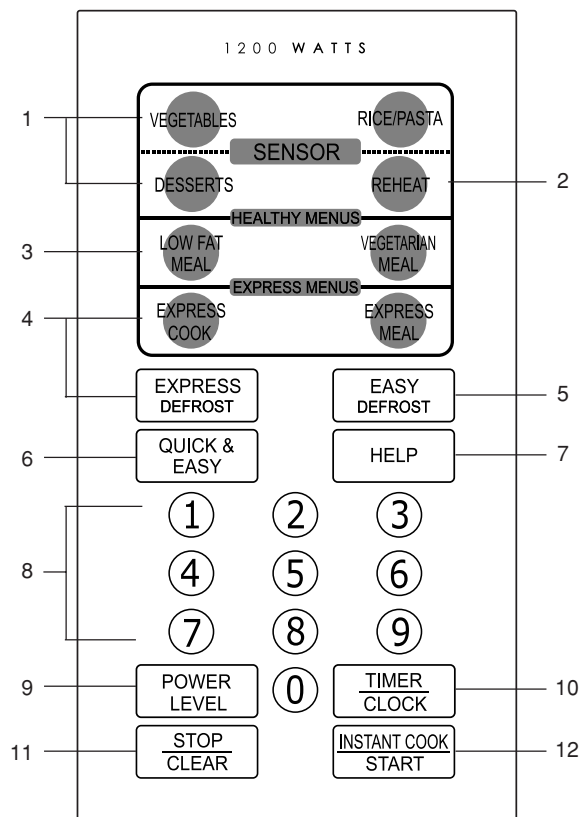 1200 WATTS
1
VEGETABLES
RICE/PASTA
SENSOR
DESSERTS
REHEAT
2
HEALTHY MENUS
3
LOW FAT
MEAL
VEGETARIAN
MEAL
EXPRESS MENUS
4
EXPRESS
COOK
EXPRESS
MEAL
EXPRESS
DEFROST
EASY
DEFROST
5
6
QUICK &
EASY
HELP
7
1 2 3
8
4 5 6
7 8 9
9
POWER
LEVEL
0
TIMER
CLOCK
10
11
STOP
CLEAR
INSTANT COOK
START
12